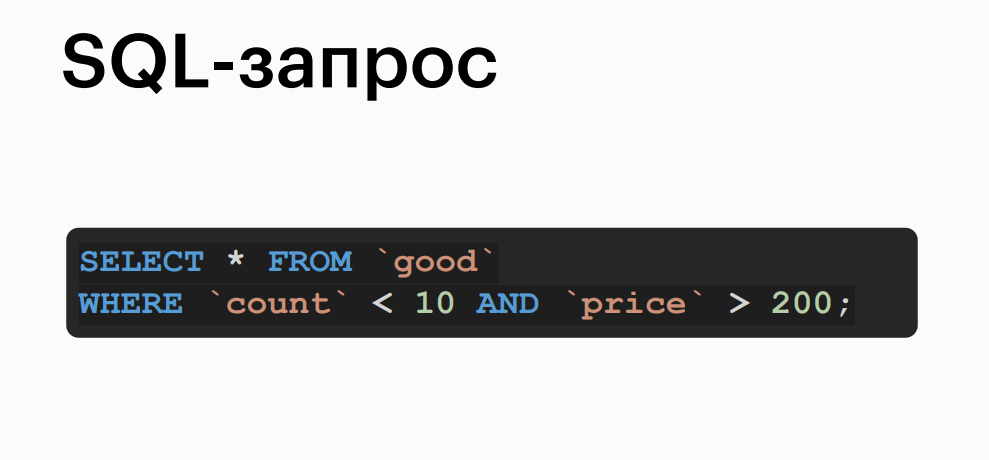 SQL-запрос
SELECT * FROM `good`
WHERE `count` < 10 AND `price` > 200;